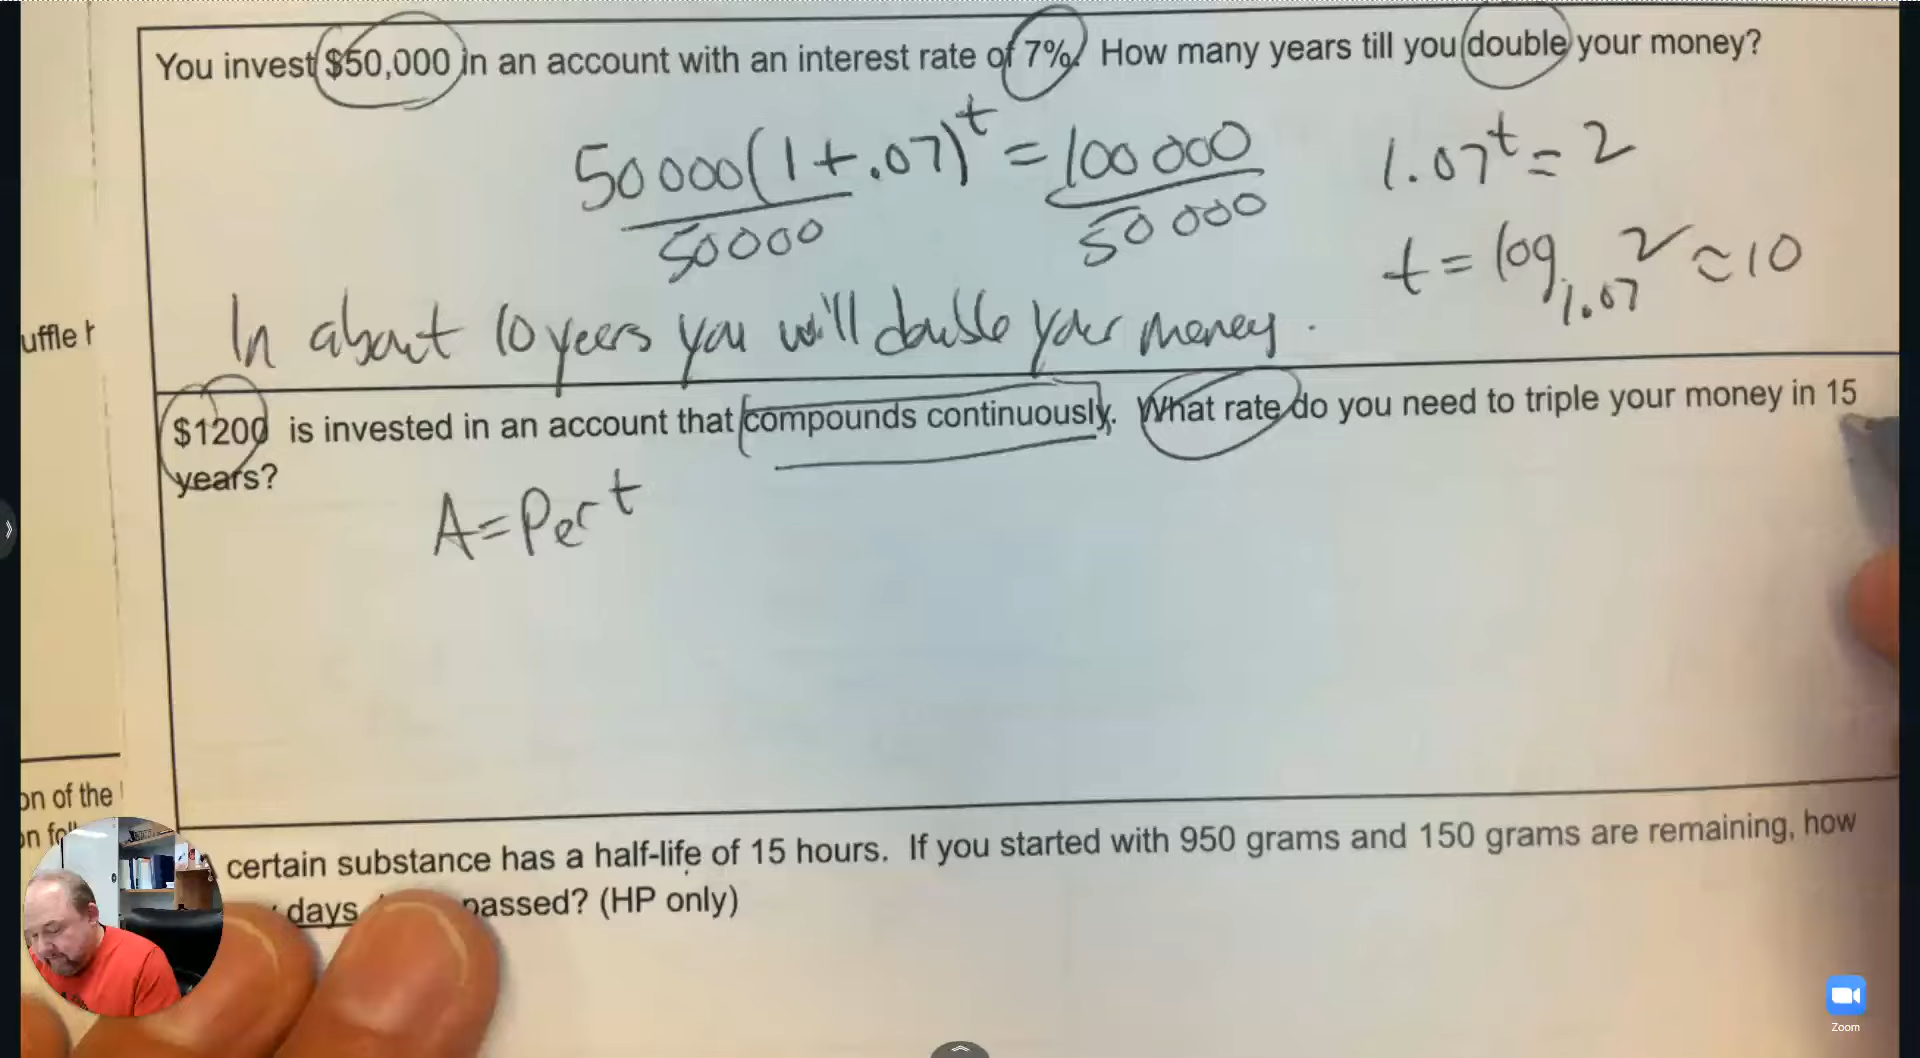 You invest $50,000 in an account with an interest rate of 7%. How many years till you double your money?
50000(1+.07)^t = 100000
50000 50000
1.07^t = 2
t = log_1.07 2 ≈ 10
In about 10 years you will double your money.
uffle r
$1200 is invested in an account that compounds continuously. What rate do you need to triple your money in 15
years?
A=Pe^rt
on of the
on
certain substance has a half-life of 15 hours. If you started with 950 grams and 150 grams are remaining, how
days passed? (HP only)
Zoom